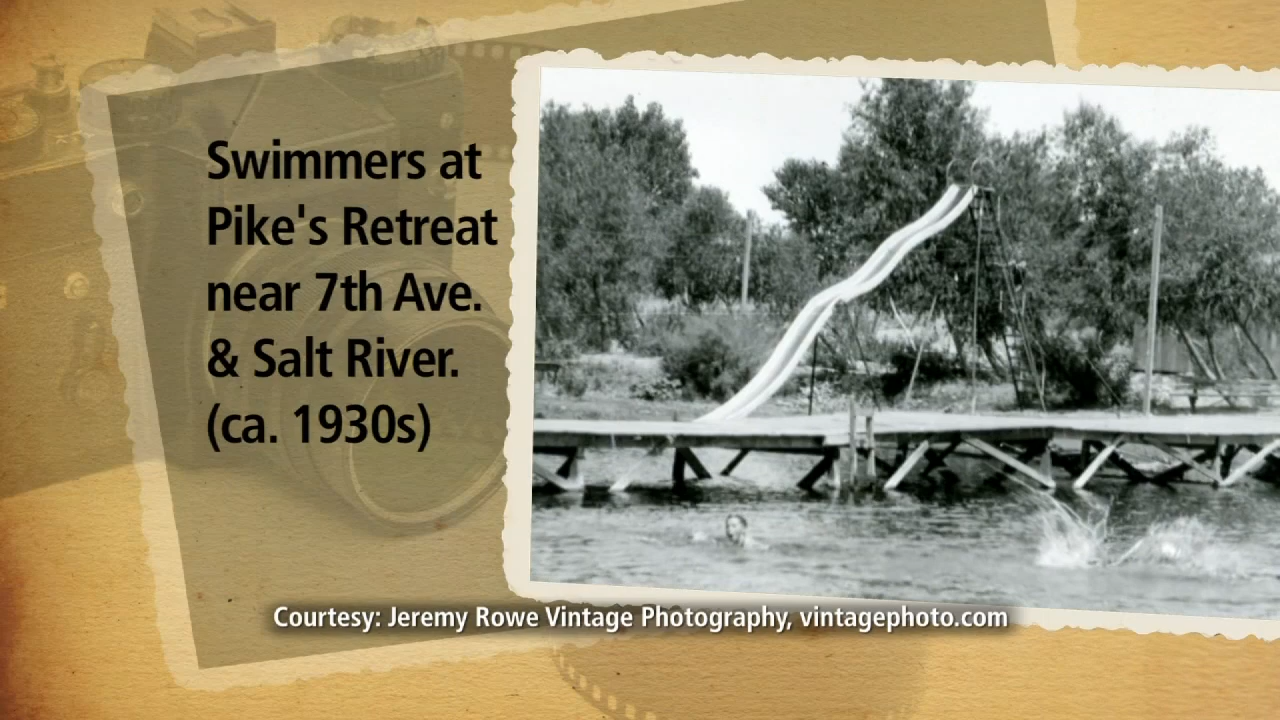 Swimmers at
Pike's Retreat
near 7th Ave.
& Salt River.
(ca. 1930s)
Courtesy: Jeremy Rowe Vintage Photography, vintagephoto.com